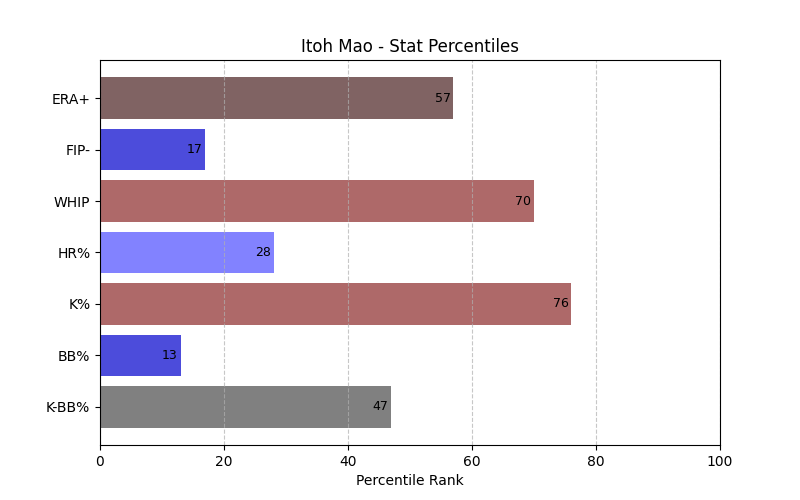 Itoh Mao - Stat Percentiles
ERA+ 57
FIP- 17
WHIP 70
HR% 28
K% 76
BB% 13
K-BB% 47
0 20 40 60 80 100
Percentile Rank